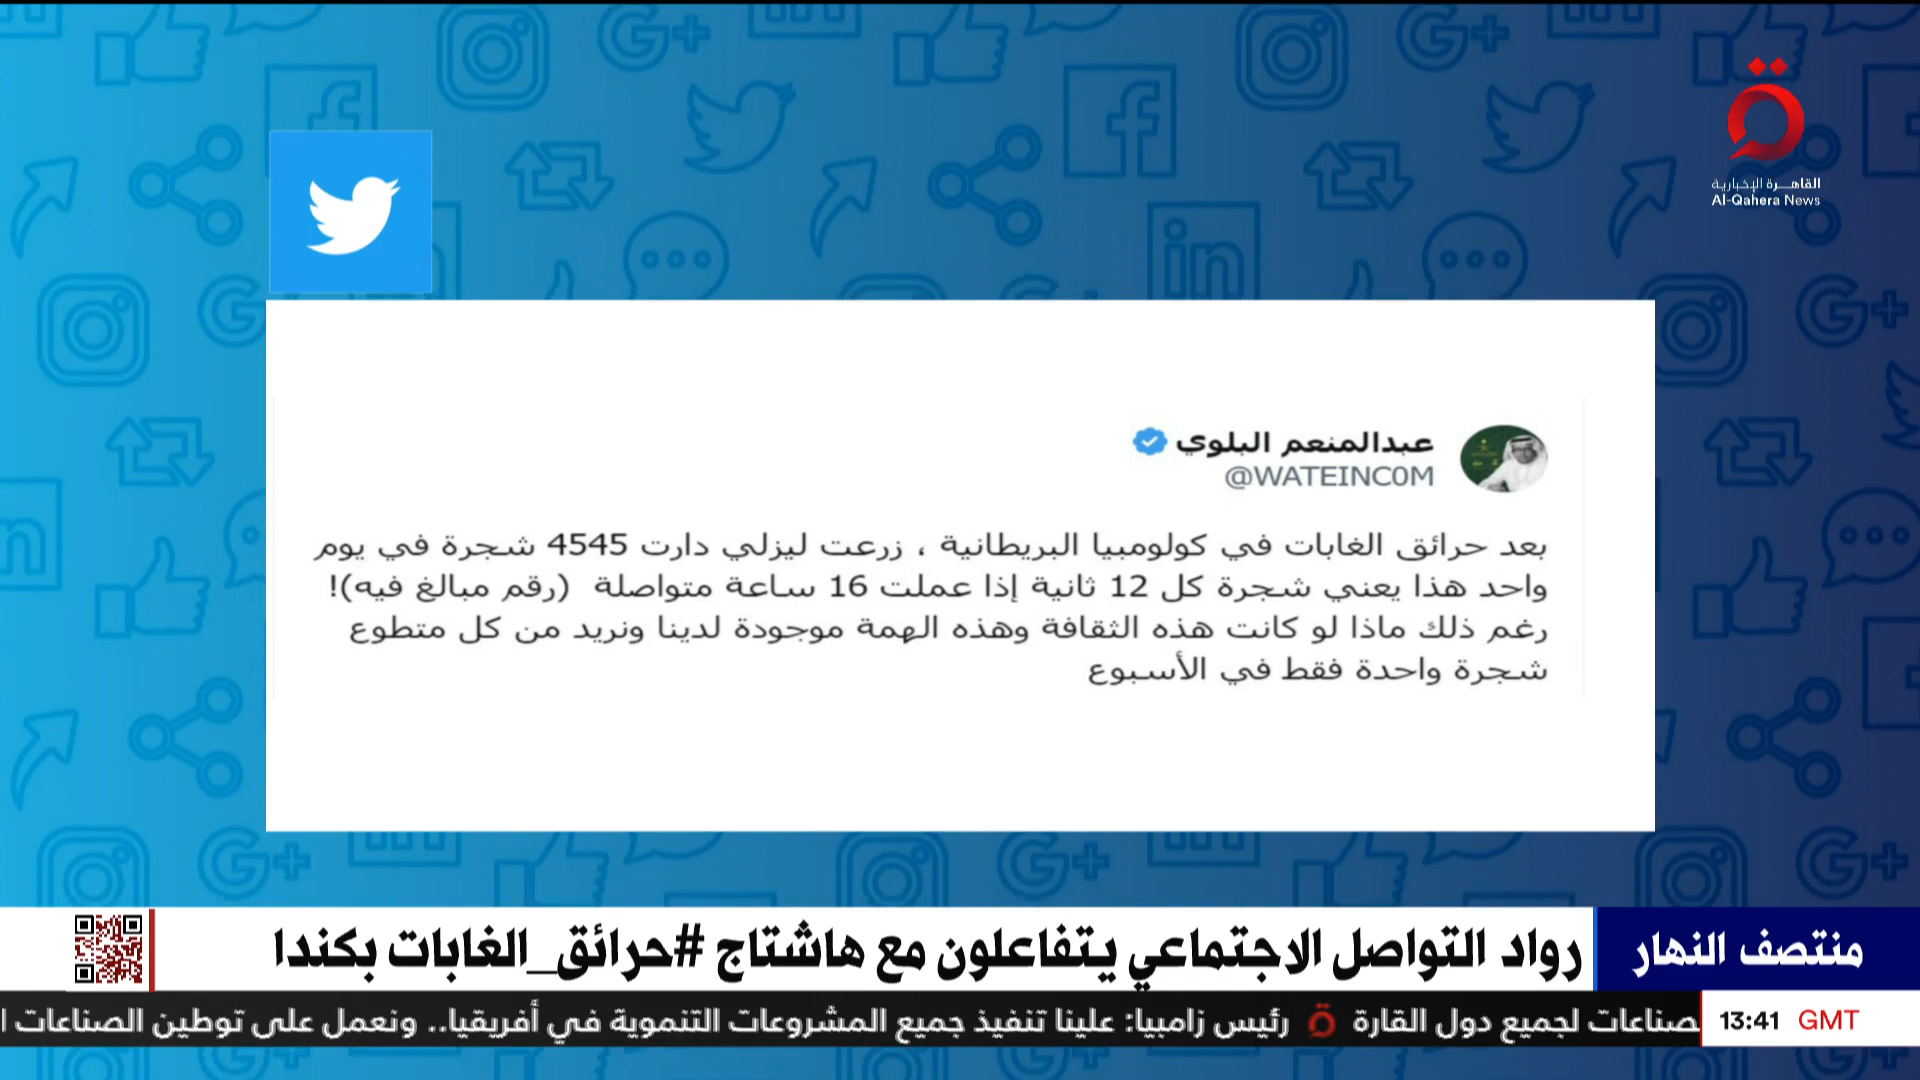 القاهرة الإخبارية
Al-Qahera News
عبدالمنعم البلوي
@WATEINC0M
بعد حرائق الغابات في كولومبيا البريطانية ، زرعت ليزلي دارت 4545 شجرة في يوم
واحد هذا يعني شجرة كل 12 ثانية إذا عملت 16 ساعة متواصلة (رقم مبالغ فيه)!
رغم ذلك ماذا لو كانت هذه الثقافة وهذه الهمة موجودة لدينا ونريد من كل متطوع
شجرة واحدة فقط في الأسبوع
منتصف النهار
رواد التواصل الاجتماعي يتفاعلون مع هاشتاج #حرائق_الغابات بكندا
13:41 GMT
صناعات لجميع دول القارة رئيس زامبيا: علينا تنفيذ جميع المشروعات التنموية في أفريقيا.. ونعمل على توطين الصناعات ا